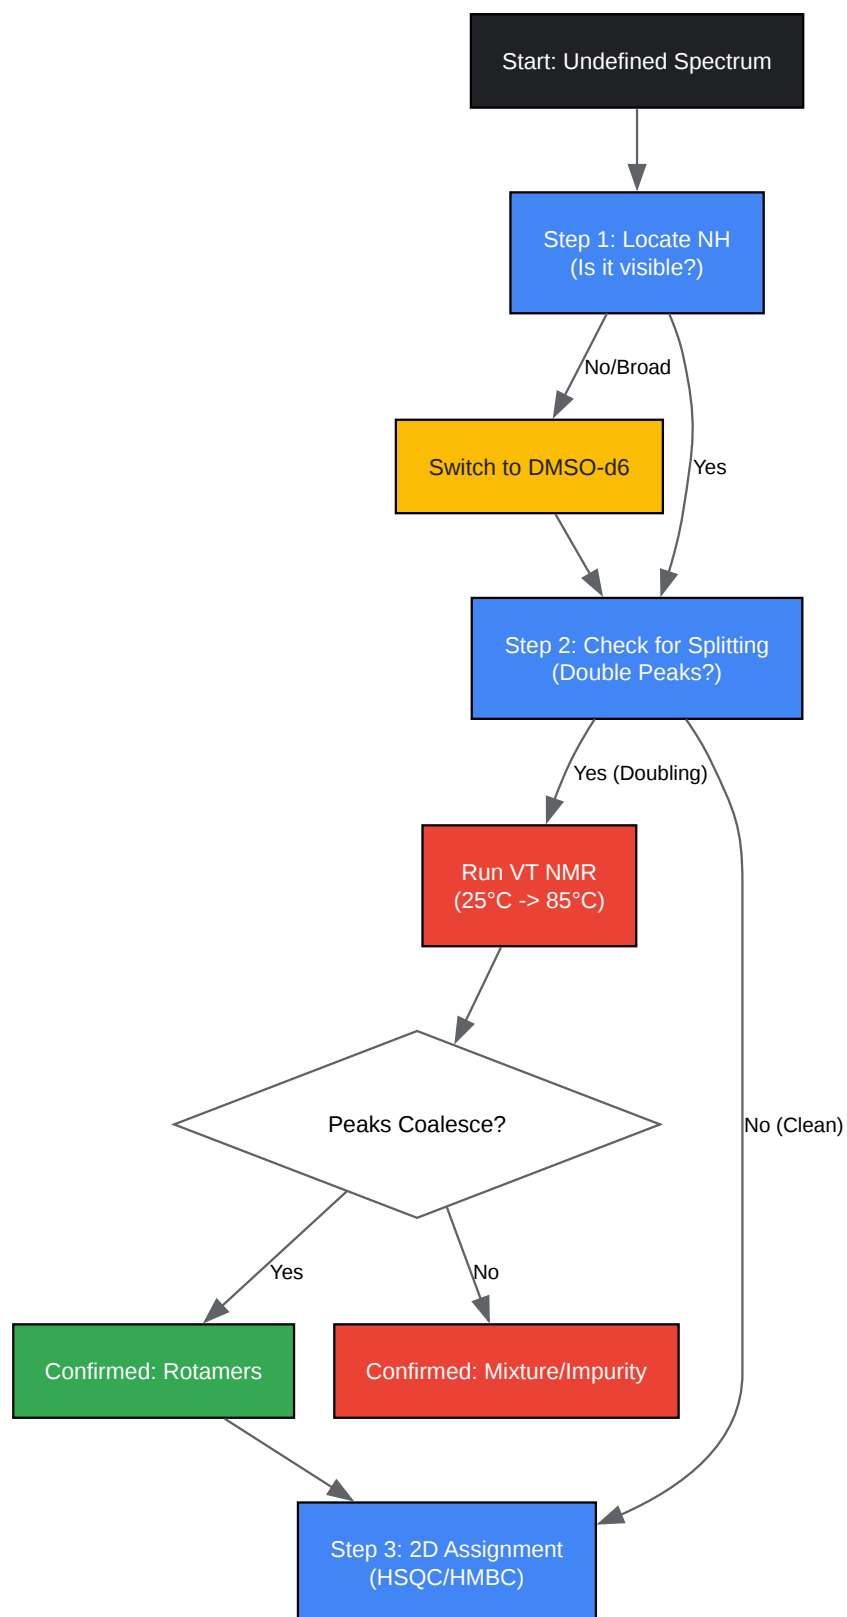 Start: Undefined Spectrum
Step 1: Locate NH
(Is it visible?)
No/Broad
Yes
Switch to DMSO-d6
Step 2: Check for Splitting
(Double Peaks?)
Yes (Doubling)
Run VT NMR
(25°C -> 85°C)
Peaks Coalesce?
No (Clean)
Yes
No
Confirmed: Rotamers
Confirmed: Mixture/Impurity
Step 3: 2D Assignment
(HSQC/HMBC)